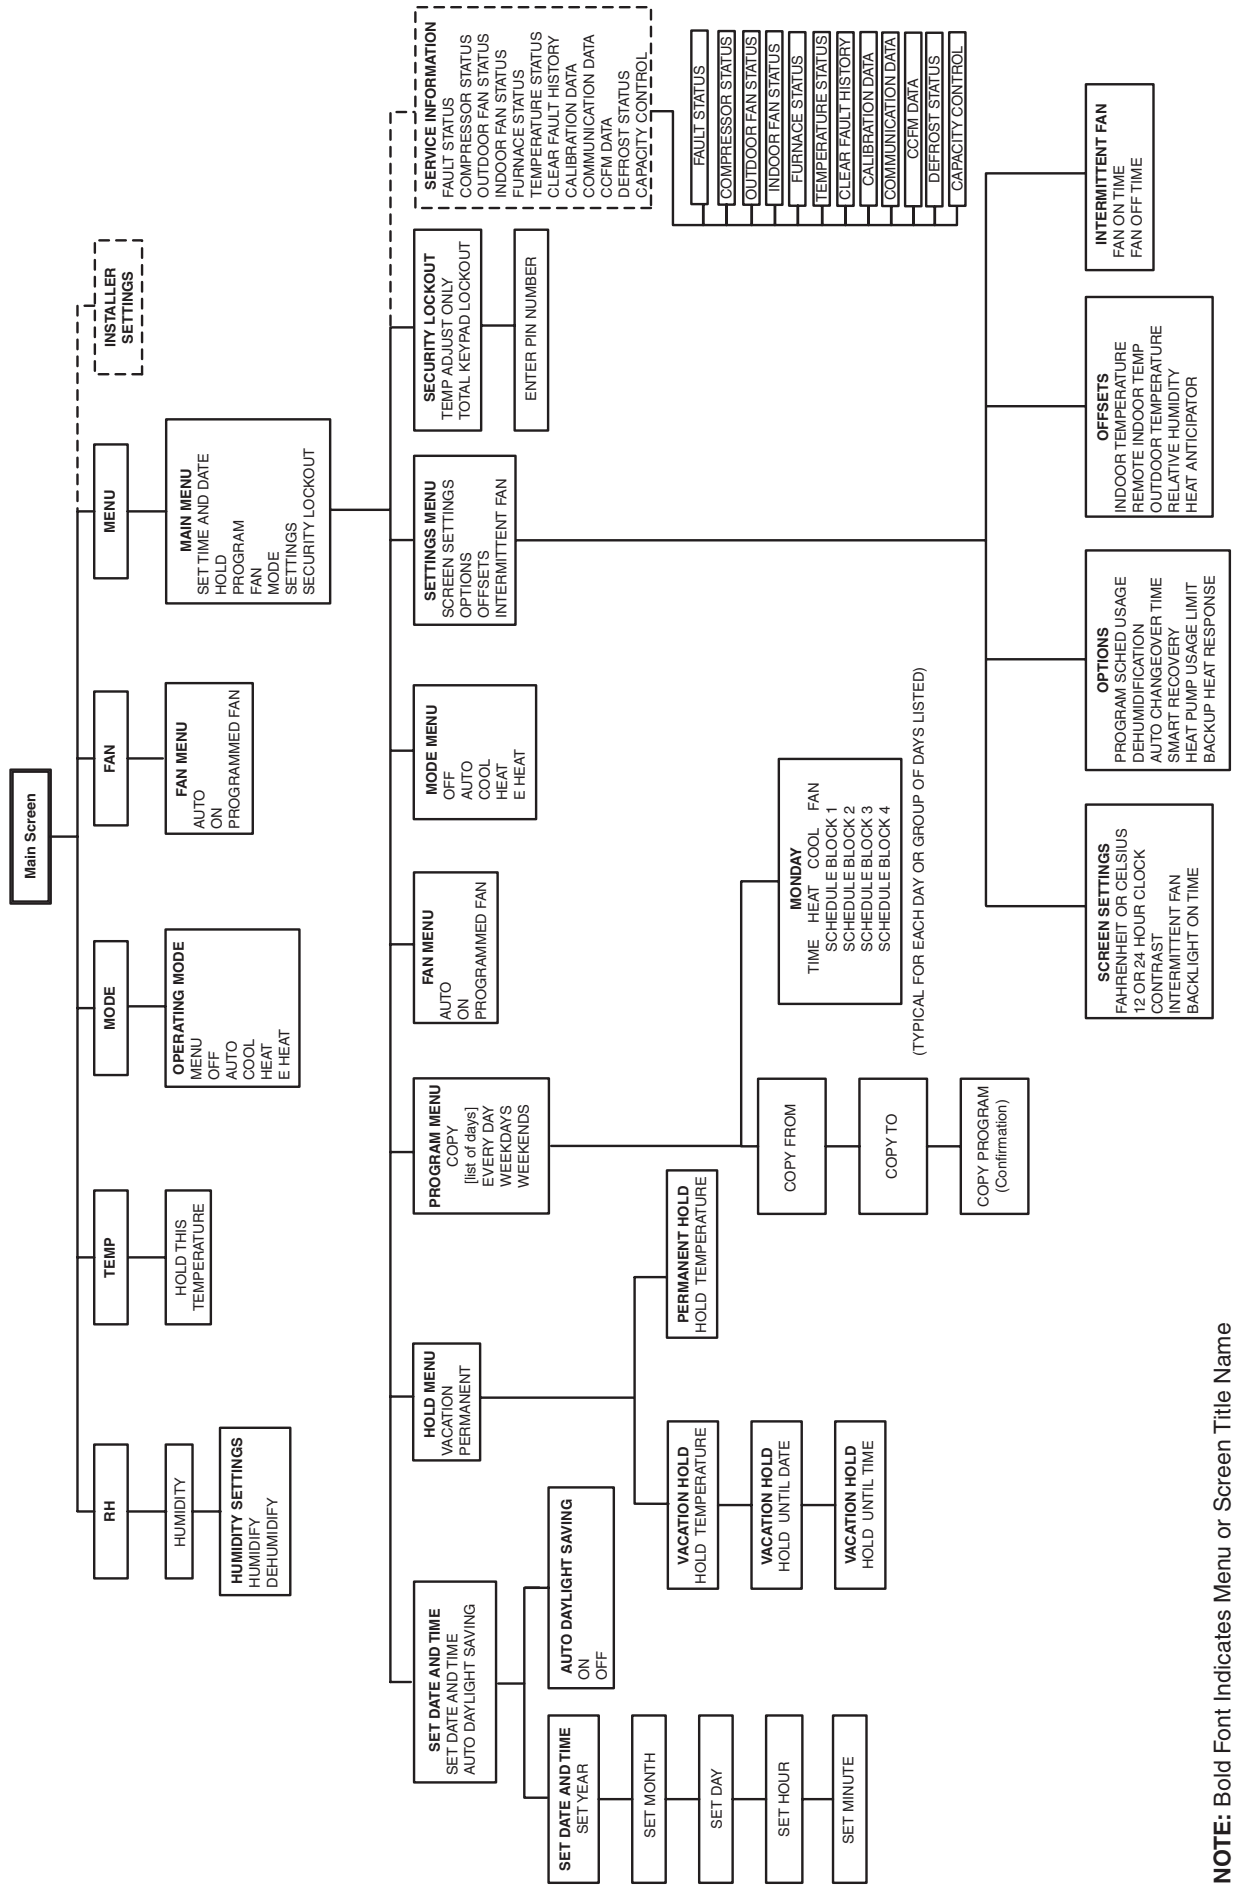 Main Screen
RH
HUMIDITY
HUMIDITY SETTINGS
HUMIDIFY
DEHUMIDIFY
TEMP
HOLD THIS
TEMPERATURE
MODE
OPERATING MODE
MENU
OFF
AUTO
COOL
HEAT
E HEAT
FAN
FAN MENU
AUTO
ON
PROGRAMMED FAN
MENU
MAIN MENU
SET TIME AND DATE
HOLD
PROGRAM
FAN
MODE
SETTINGS
SECURITY LOCKOUT
INSTALLER
SETTINGS
SET DATE AND TIME
SET DATE AND TIME
AUTO DAYLIGHT SAVING
SET DATE AND TIME
SET YEAR
SET MONTH
SET DAY
SET HOUR
SET MINUTE
AUTO DAYLIGHT SAVING
ON
OFF
HOLD MENU
VACATION
PERMANENT
VACATION HOLD
HOLD TEMPERATURE
VACATION HOLD
HOLD UNTIL DATE
VACATION HOLD
HOLD UNTIL TIME
PERMANENT HOLD
HOLD TEMPERATURE
PROGRAM MENU
COPY
[list of days]
EVERY DAY
WEEKDAYS
WEEKENDS
COPY FROM
COPY TO
COPY PROGRAM
(Confirmation)
MONDAY
TIME HEAT COOL FAN
SCHEDULE BLOCK 1
SCHEDULE BLOCK 2
SCHEDULE BLOCK 3
SCHEDULE BLOCK 4
(TYPICAL FOR EACH DAY OR GROUP OF DAYS LISTED)
FAN MENU
AUTO
ON
PROGRAMMED FAN
MODE MENU
OFF
AUTO
COOL
HEAT
E HEAT
SETTINGS MENU
SCREEN SETTINGS
OPTIONS
OFFSETS
INTERMITTENT FAN
SCREEN SETTINGS
FAHRENHEIT OR CELSIUS
12 OR 24 HOUR CLOCK
CONTRAST
INTERMITTENT FAN
BACKLIGHT ON TIME
OPTIONS
PROGRAM SCHED USAGE
DEHUMIDIFICATION
AUTO CHANGEOVER TIME
SMART RECOVERY
HEAT PUMP USAGE LIMIT
BACKUP HEAT RESPONSE
OFFSETS
INDOOR TEMPERATURE
REMOTE INDOOR TEMP
OUTDOOR TEMPERATURE
RELATIVE HUMIDITY
HEAT ANTICIPATOR
INTERMITTENT FAN
FAN ON TIME
FAN OFF TIME
SECURITY LOCKOUT
TEMP ADJUST ONLY
TOTAL KEYPAD LOCKOUT
ENTER PIN NUMBER
SERVICE INFORMATION
FAULT STATUS
COMPRESSOR STATUS
OUTDOOR FAN STATUS
INDOOR FAN STATUS
FURNACE STATUS
TEMPERATURE STATUS
CLEAR FAULT HISTORY
CALIBRATION DATA
COMMUNICATION DATA
CCFM DATA
DEFROST STATUS
CAPACITY CONTROL
FAULT STATUS
COMPRESSOR STATUS
OUTDOOR FAN STATUS
INDOOR FAN STATUS
FURNACE STATUS
TEMPERATURE STATUS
CLEAR FAULT HISTORY
CALIBRATION DATA
COMMUNICATION DATA
CCFM DATA
DEFROST STATUS
CAPACITY CONTROL
NOTE: Bold Font Indicates Menu or Screen Title Name